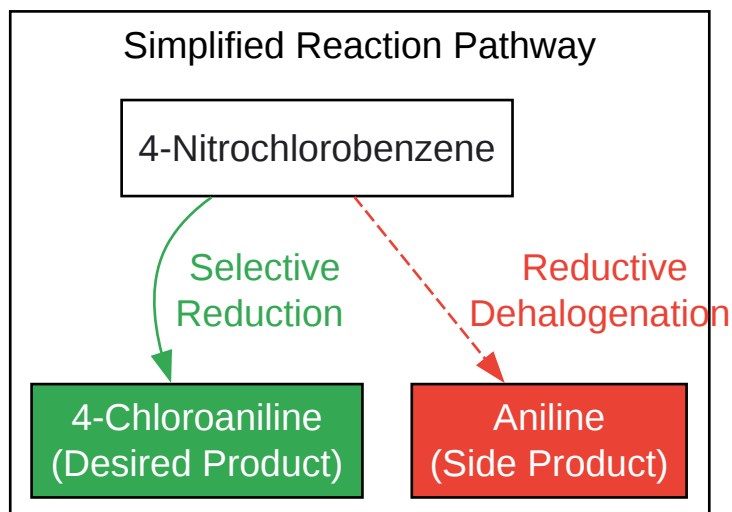 Simplified Reaction Pathway
4-Nitrochlorobenzene
Selective
Reduction
Reductive
Dehalogenation
4-Chloroaniline
(Desired Product)
Aniline
(Side Product)